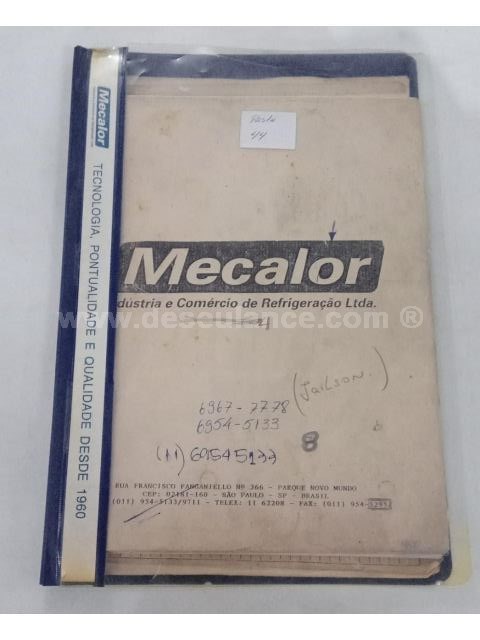 Mecalor
TECNOLOGIA, PONTUALIDADE E QUALIDADE DESDE 1960
Pasta
44
Mecalor
dústria e Comércio de Refrigeração Ltda.
www.desculance.com ®
(Jailson.)
6967-7778
6954-5133
8
(11) 69545133
RUA FRANCISCO FANGANIELLO Nº 366 - PARQUE NOVO MUNDO
CEP: 02181-160 - SÃO PAULO - SP - BRASIL
(011) 954-5133/9711 - TELEX: 11 62208 - FAX: (011) 954-